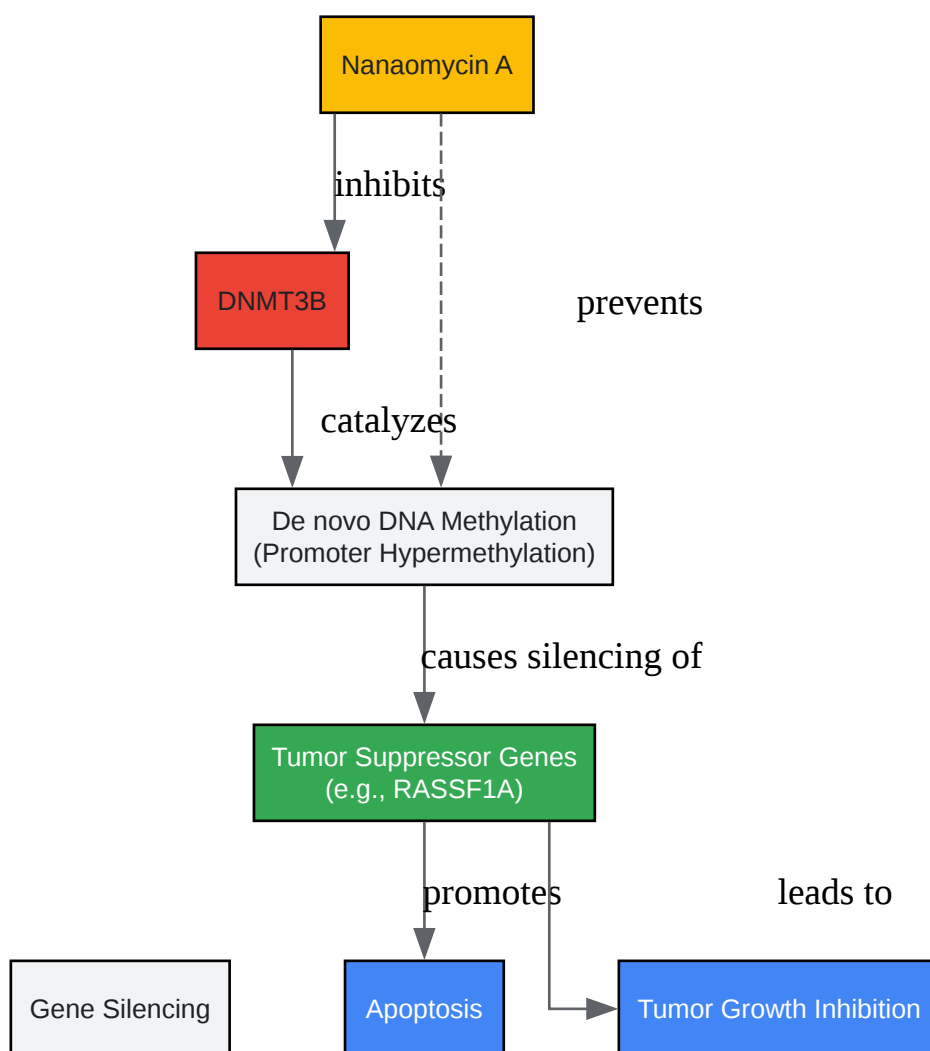 Nanaomycin A
inhibits
DNMT3B
prevents
catalyzes
De novo DNA Methylation
(Promoter Hypermethylation)
causes silencing of
Tumor Suppressor Genes
(e.g., RASSF1A)
promotes
leads to
Gene Silencing
Apoptosis
Tumor Growth Inhibition